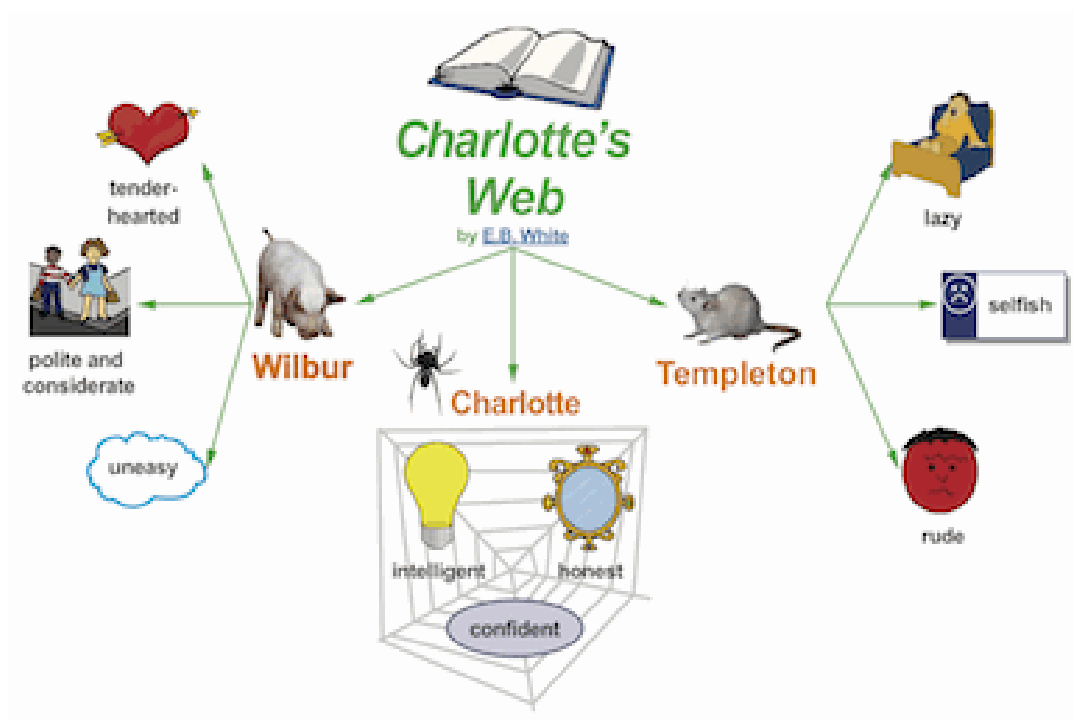 Charlotte's
Web
by E.B. White
tender-
hearted
polite and
considerate
uneasy
Wilbur
Charlotte
intelligent
honest
confident
Templeton
lazy
selfish
rude